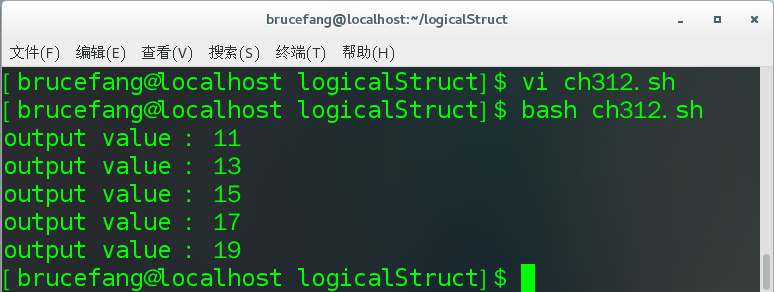 brucefang@localhost:~/logicalStruct
文件(F) 编辑(E) 查看(V) 搜索(S) 终端(T) 帮助(H)
[brucefang@localhost logicalStruct]$ vi ch312.sh
[brucefang@localhost logicalStruct]$ bash ch312.sh
output value : 11
output value : 13
output value : 15
output value : 17
output value : 19
[brucefang@localhost logicalStruct]$